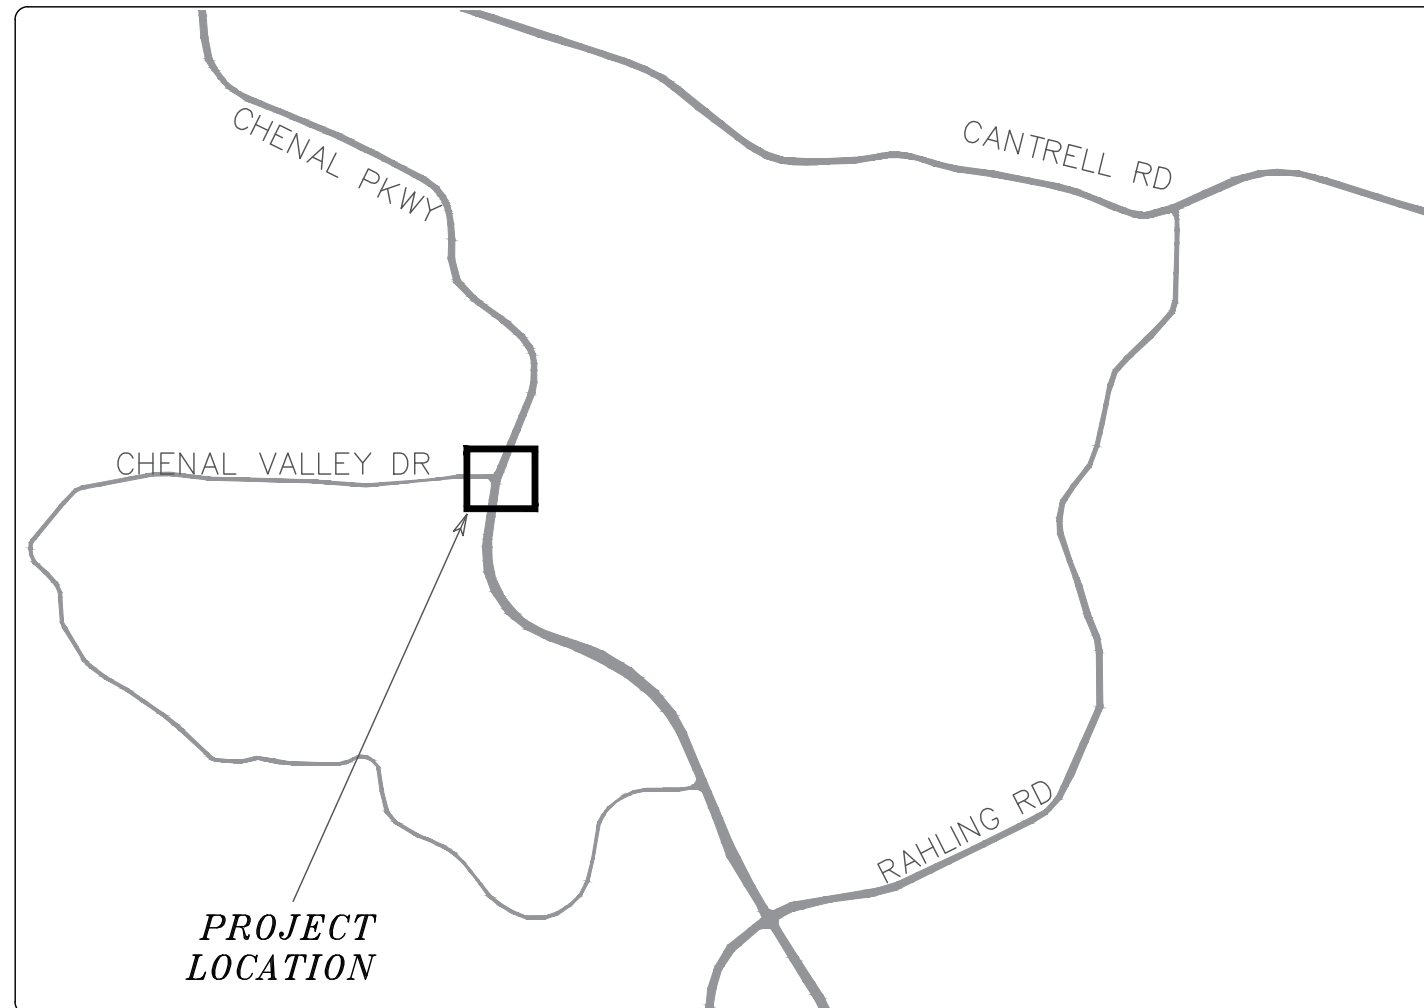 CHENAL PKWY
CANTRELL RD
CHENAL VALLEY DR
RAHLING RD
PROJECT
LOCATION